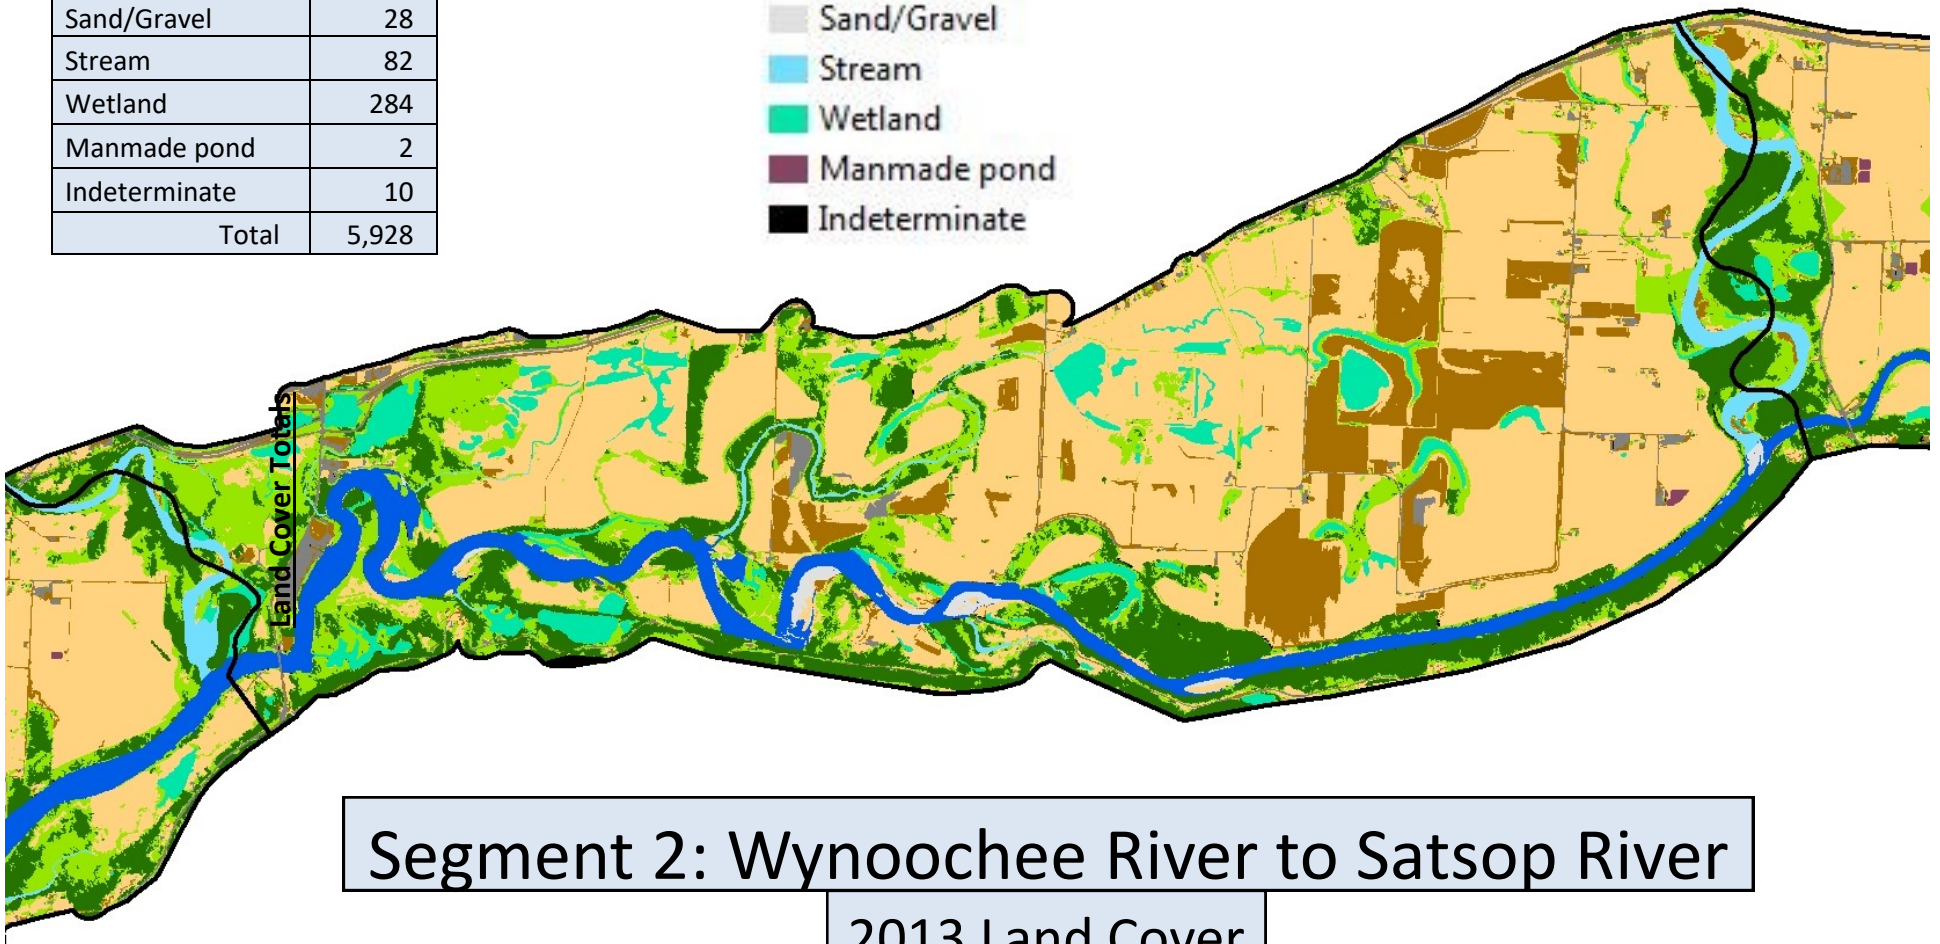 Sand/Gravel 28
Stream 82
Wetland 284
Manmade pond 2
Indeterminate 10
Total 5,928
Sand/Gravel
Stream
Wetland
Manmade pond
Indeterminate
Land Cover Totals
Segment 2: Wynoochee River to Satsop River
2013 Land Cover